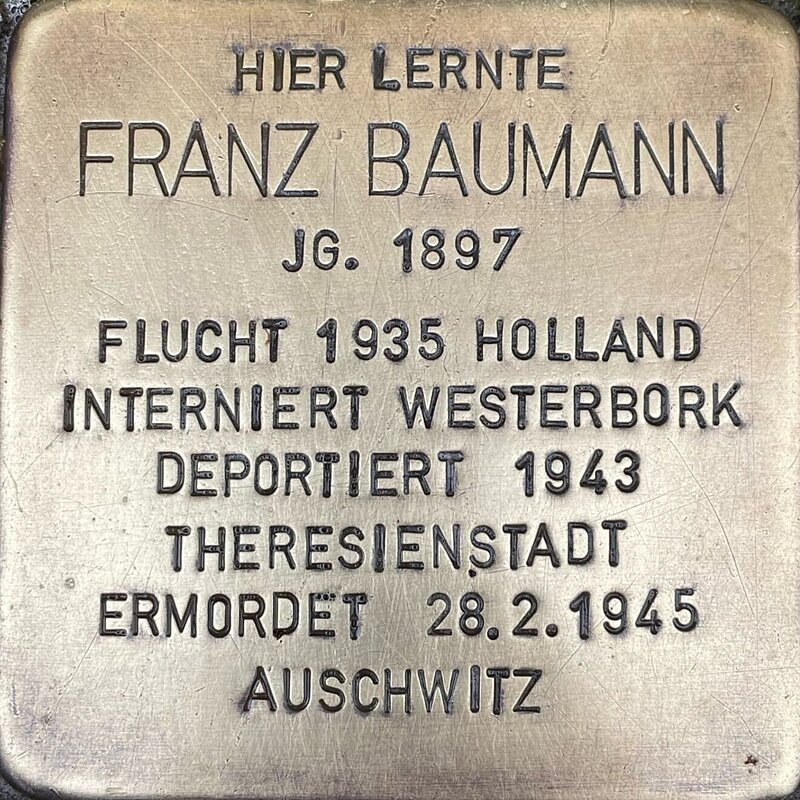 HIER LERNTE
FRANZ BAUMANN
JG. 1897
FLUCHT 1935 HOLLAND
INTERNIERT WESTERBORK
DEPORTIERT 1943
THERESIENSTADT
ERMORDET 28.2.1945
AUSCHWITZ